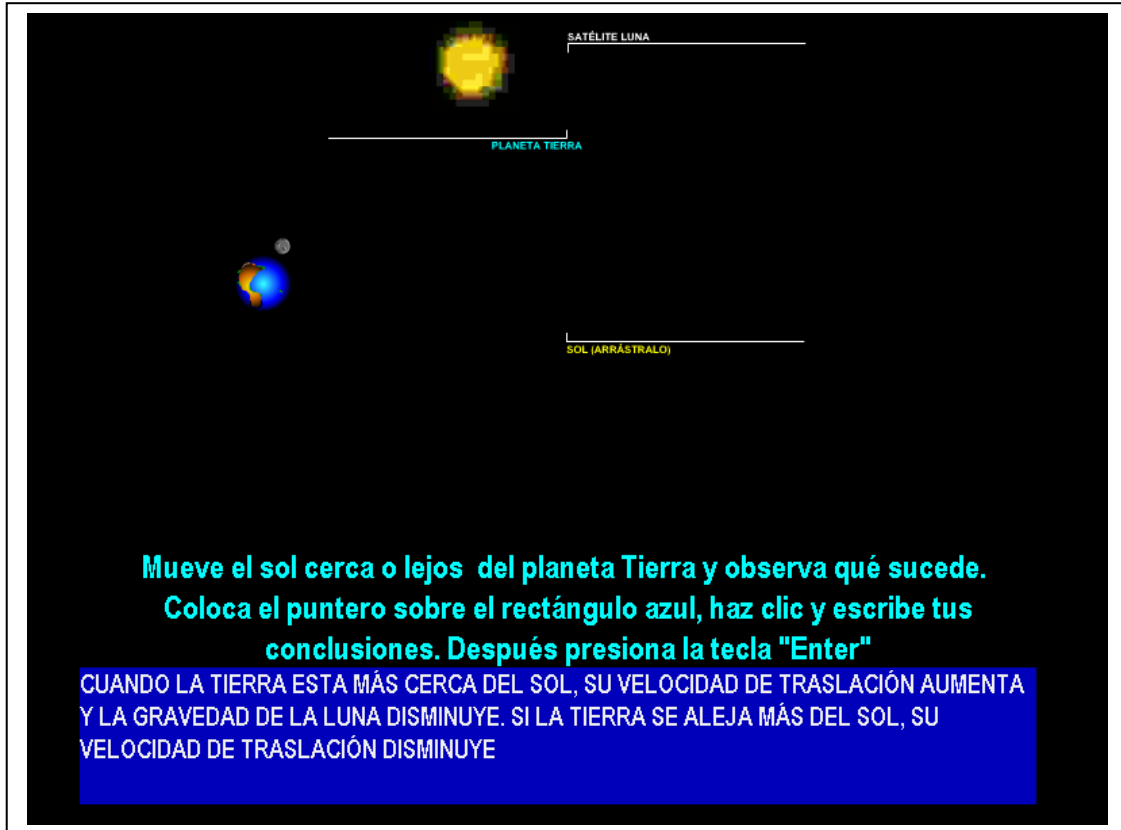 SATÉLITE LUNA
PLANETA TIERRA
SOL (ARRÁSTRALO)
Mueve el sol cerca o lejos  del planeta Tierra y observa qué sucede.
Coloca el puntero sobre el rectángulo azul, haz clic y escribe tus
conclusiones. Después presiona la tecla "Enter"
CUANDO LA TIERRA ESTA MÁS CERCA DEL SOL, SU VELOCIDAD DE TRASLACIÓN AUMENTA
Y LA GRAVEDAD DE LA LUNA DISMINUYE. SI LA TIERRA SE ALEJA MÁS DEL SOL, SU
VELOCIDAD DE TRASLACIÓN DISMINUYE